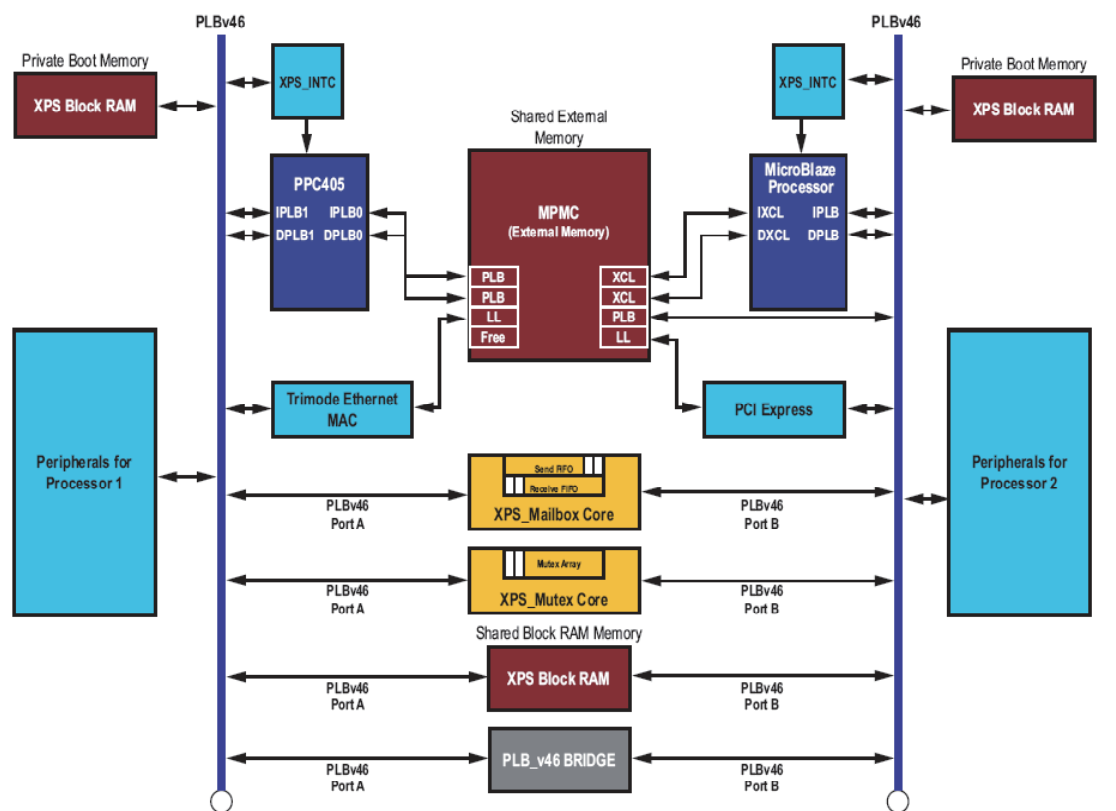 PLBv46
PLBv46
Private Boot Memory
XPS Block RAM
XPS_INTC
XPS_INTC
Private Boot Memory
XPS Block RAM
Shared External
Memory
PPC405
IPLB1 IPLB0
DPLB1 DPLB0
MPMC
(External Memory)
PLB
PLB
LL
Free
XCL
XCL
PLB
LL
MicroBlaze
Processor
IXCL IPLB
DXCL DPLB
Trimode Ethernet
MAC
PCI Express
Peripherals for
Processor 1
Peripherals for
Processor 2
Send FIFO
Receive FIFO
XPS_Mailbox Core
PLBv46
Port A
PLBv46
Port B
Mutex Array
XPS_Mutex Core
PLBv46
Port A
PLBv46
Port B
Shared Block RAM Memory
XPS Block RAM
PLBv46
Port A
PLBv46
Port B
PLB_v46 BRIDGE
PLBv46
Port A
PLBv46
Port B